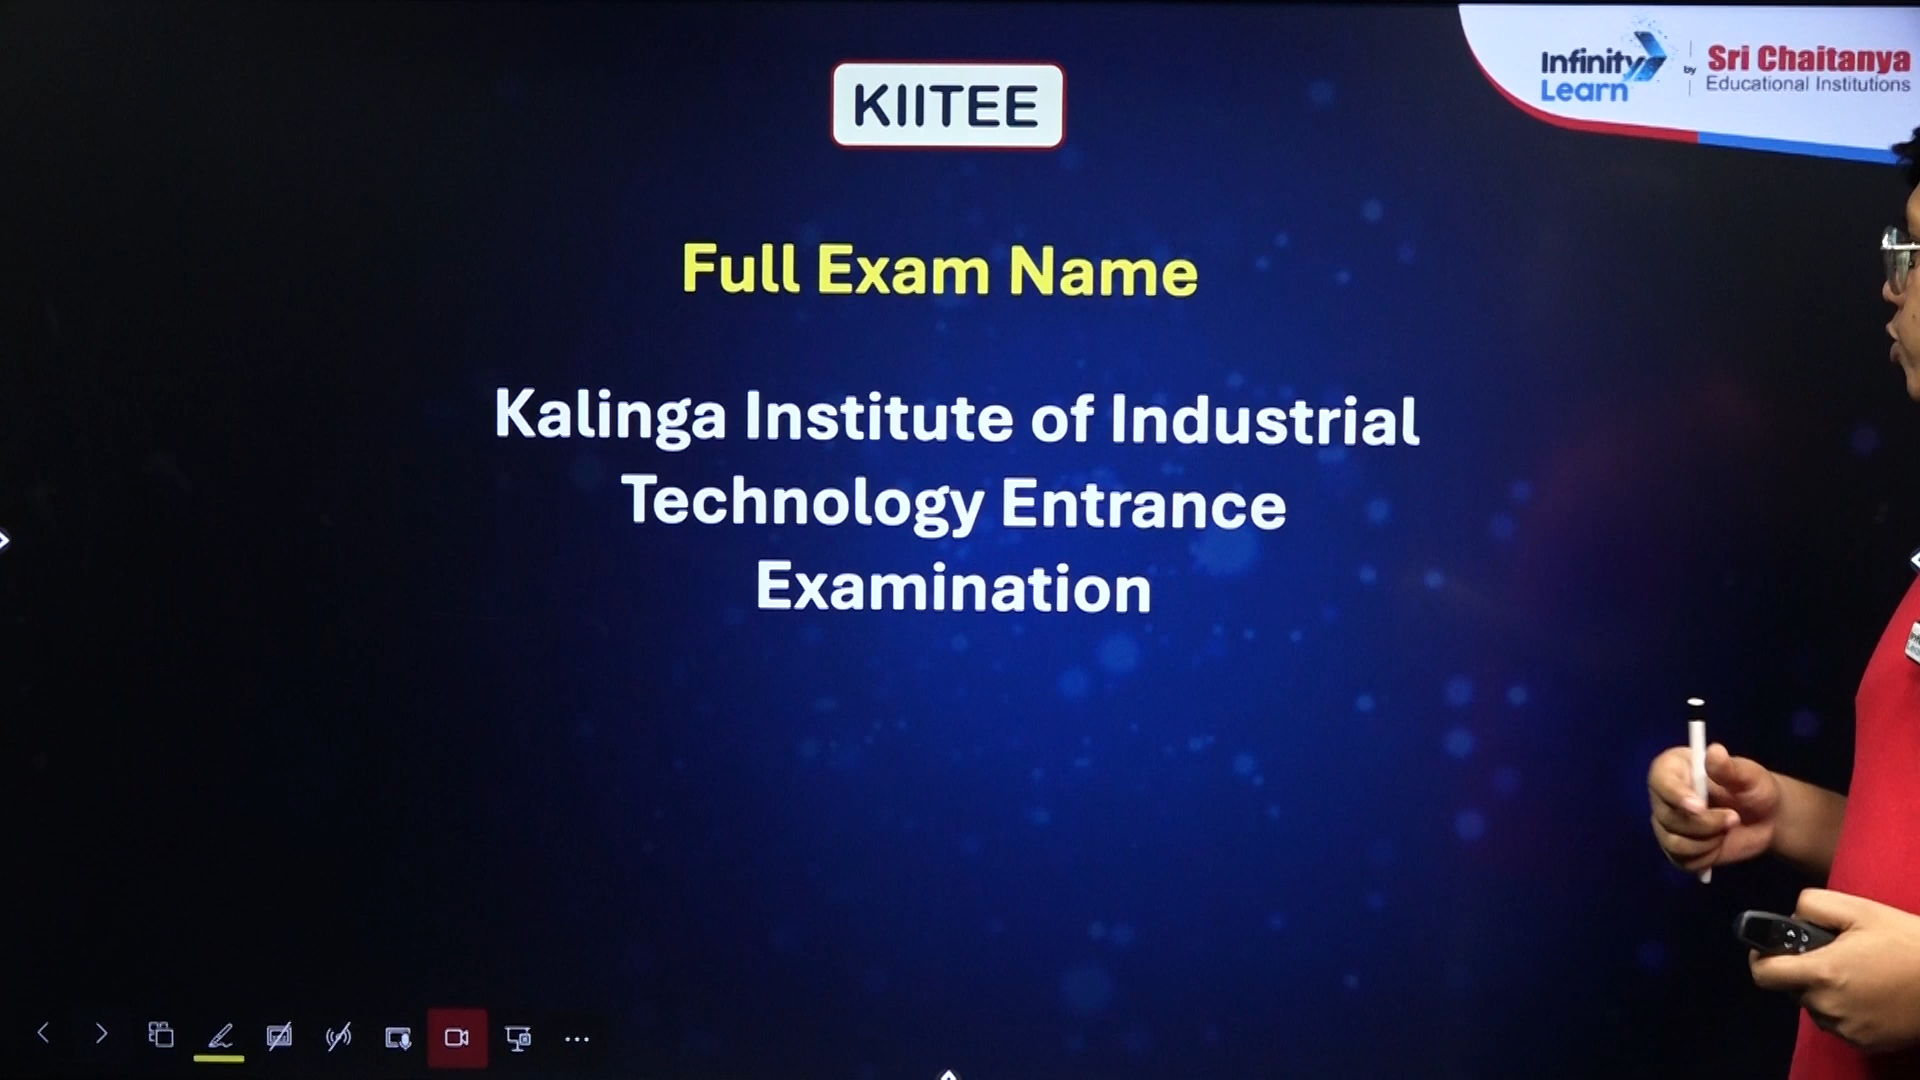 KIITEE
Infinity Learn
by
Sri Chaitanya
Educational Institutions
Full Exam Name
Kalinga Institute of Industrial
Technology Entrance
Examination